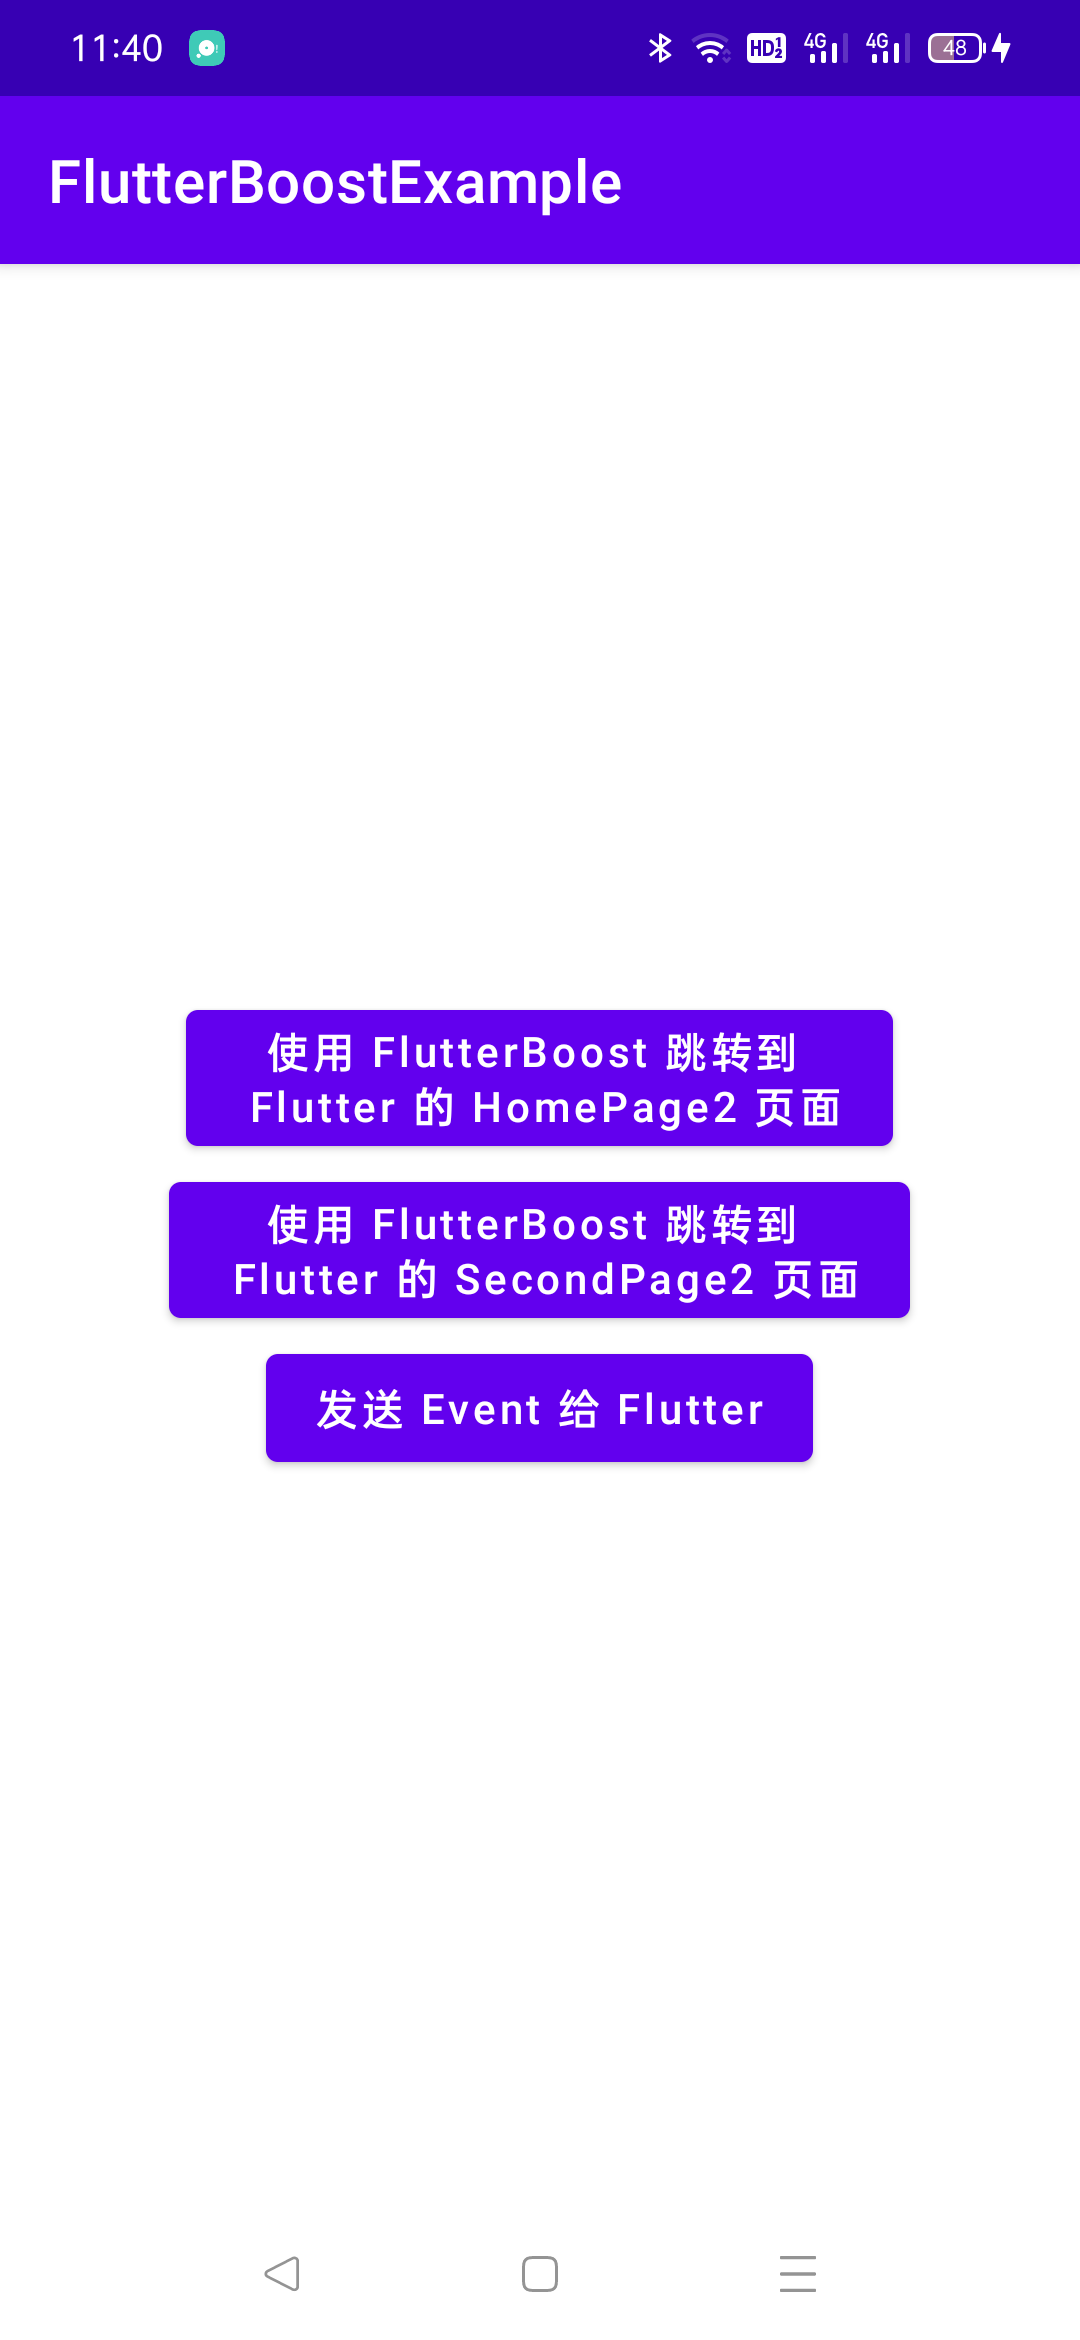 11:40
HD12 4G 4G 48
FlutterBoostExample
使用 FlutterBoost 跳转到
Flutter 的 HomePage2 页面
使用 FlutterBoost 跳转到
Flutter 的 SecondPage2 页面
发送 Event 给 Flutter